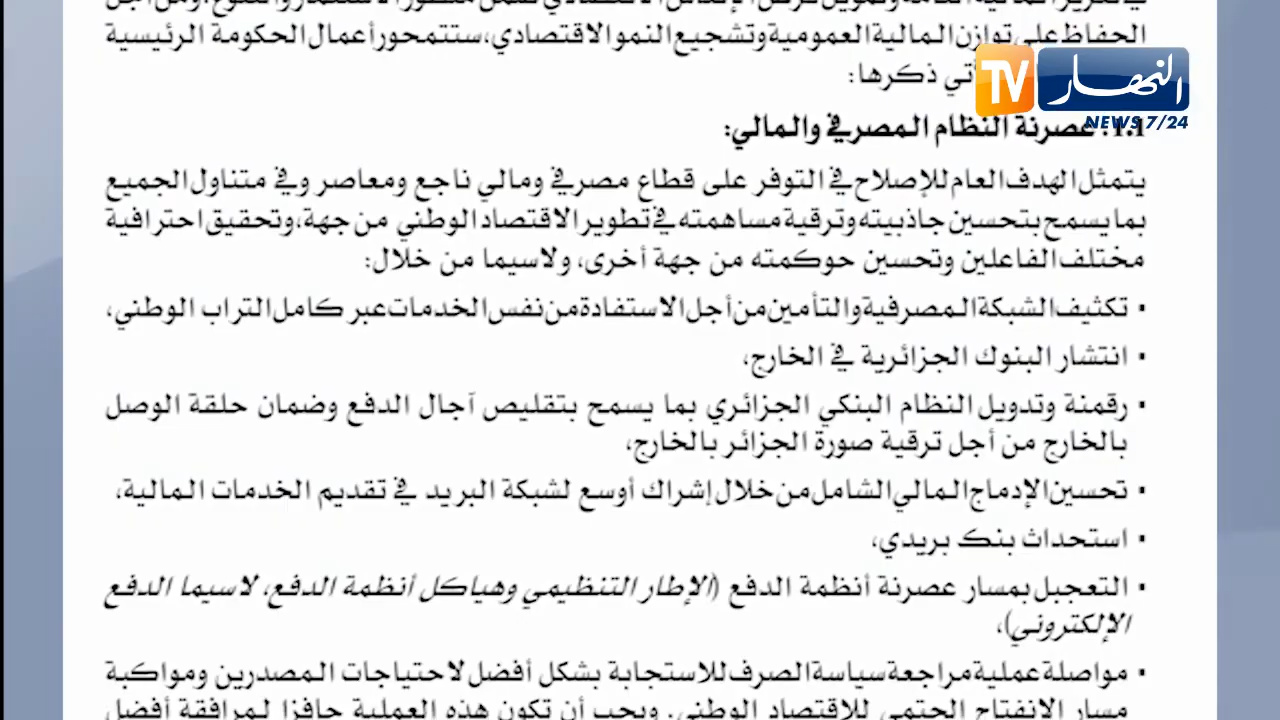 الحفاظ على توازن المالية العمومية وتشجيع النمو الاقتصادي، ستتمحور أعمال الحكومة الرئيسية
ذكرها:
النهار TV
NEWS 7/24
1.1. عصرنة النظام المصرفي والمالي:
يتمثل الهدف العام للإصلاح في التوفر على قطاع مصرفي ومالي ناجع ومعاصر وفي متناول الجميع
بما يسمح بتحسين جاذبيته وترقية مساهمته في تطوير الاقتصاد الوطني من جهة، وتحقيق احترافية
مختلف الفاعلين وتحسين حوكمته من جهة أخرى، ولاسيما من خلال:
• تكثيف الشبكة المصرفية والتأمين من أجل الاستفادة من نفس الخدمات عبر كامل التراب الوطني،
• انتشار البنوك الجزائرية في الخارج،
• رقمنة وتدويل النظام البنكي الجزائري بما يسمح بتقليص آجال الدفع وضمان حلقة الوصل
بالخارج من أجل ترقية صورة الجزائر بالخارج،
• تحسين الإدماج المالي الشامل من خلال إشراك أوسع لشبكة البريد في تقديم الخدمات المالية،
• استحداث بنك بريدي،
• التعجيل بمسار عصرنة أنظمة الدفع (الإطار التنظيمي وهياكل أنظمة الدفع، لاسيما الدفع
الإلكتروني)،
• مواصلة عملية مراجعة سياسة الصرف للاستجابة بشكل أفضل لاحتياجات المصدرين ومواكبة
مسار الانفتاح الحتمي للاقتصاد الوطني. ويجب أن تكون هذه العملية حافزا لمرافقة أفضل